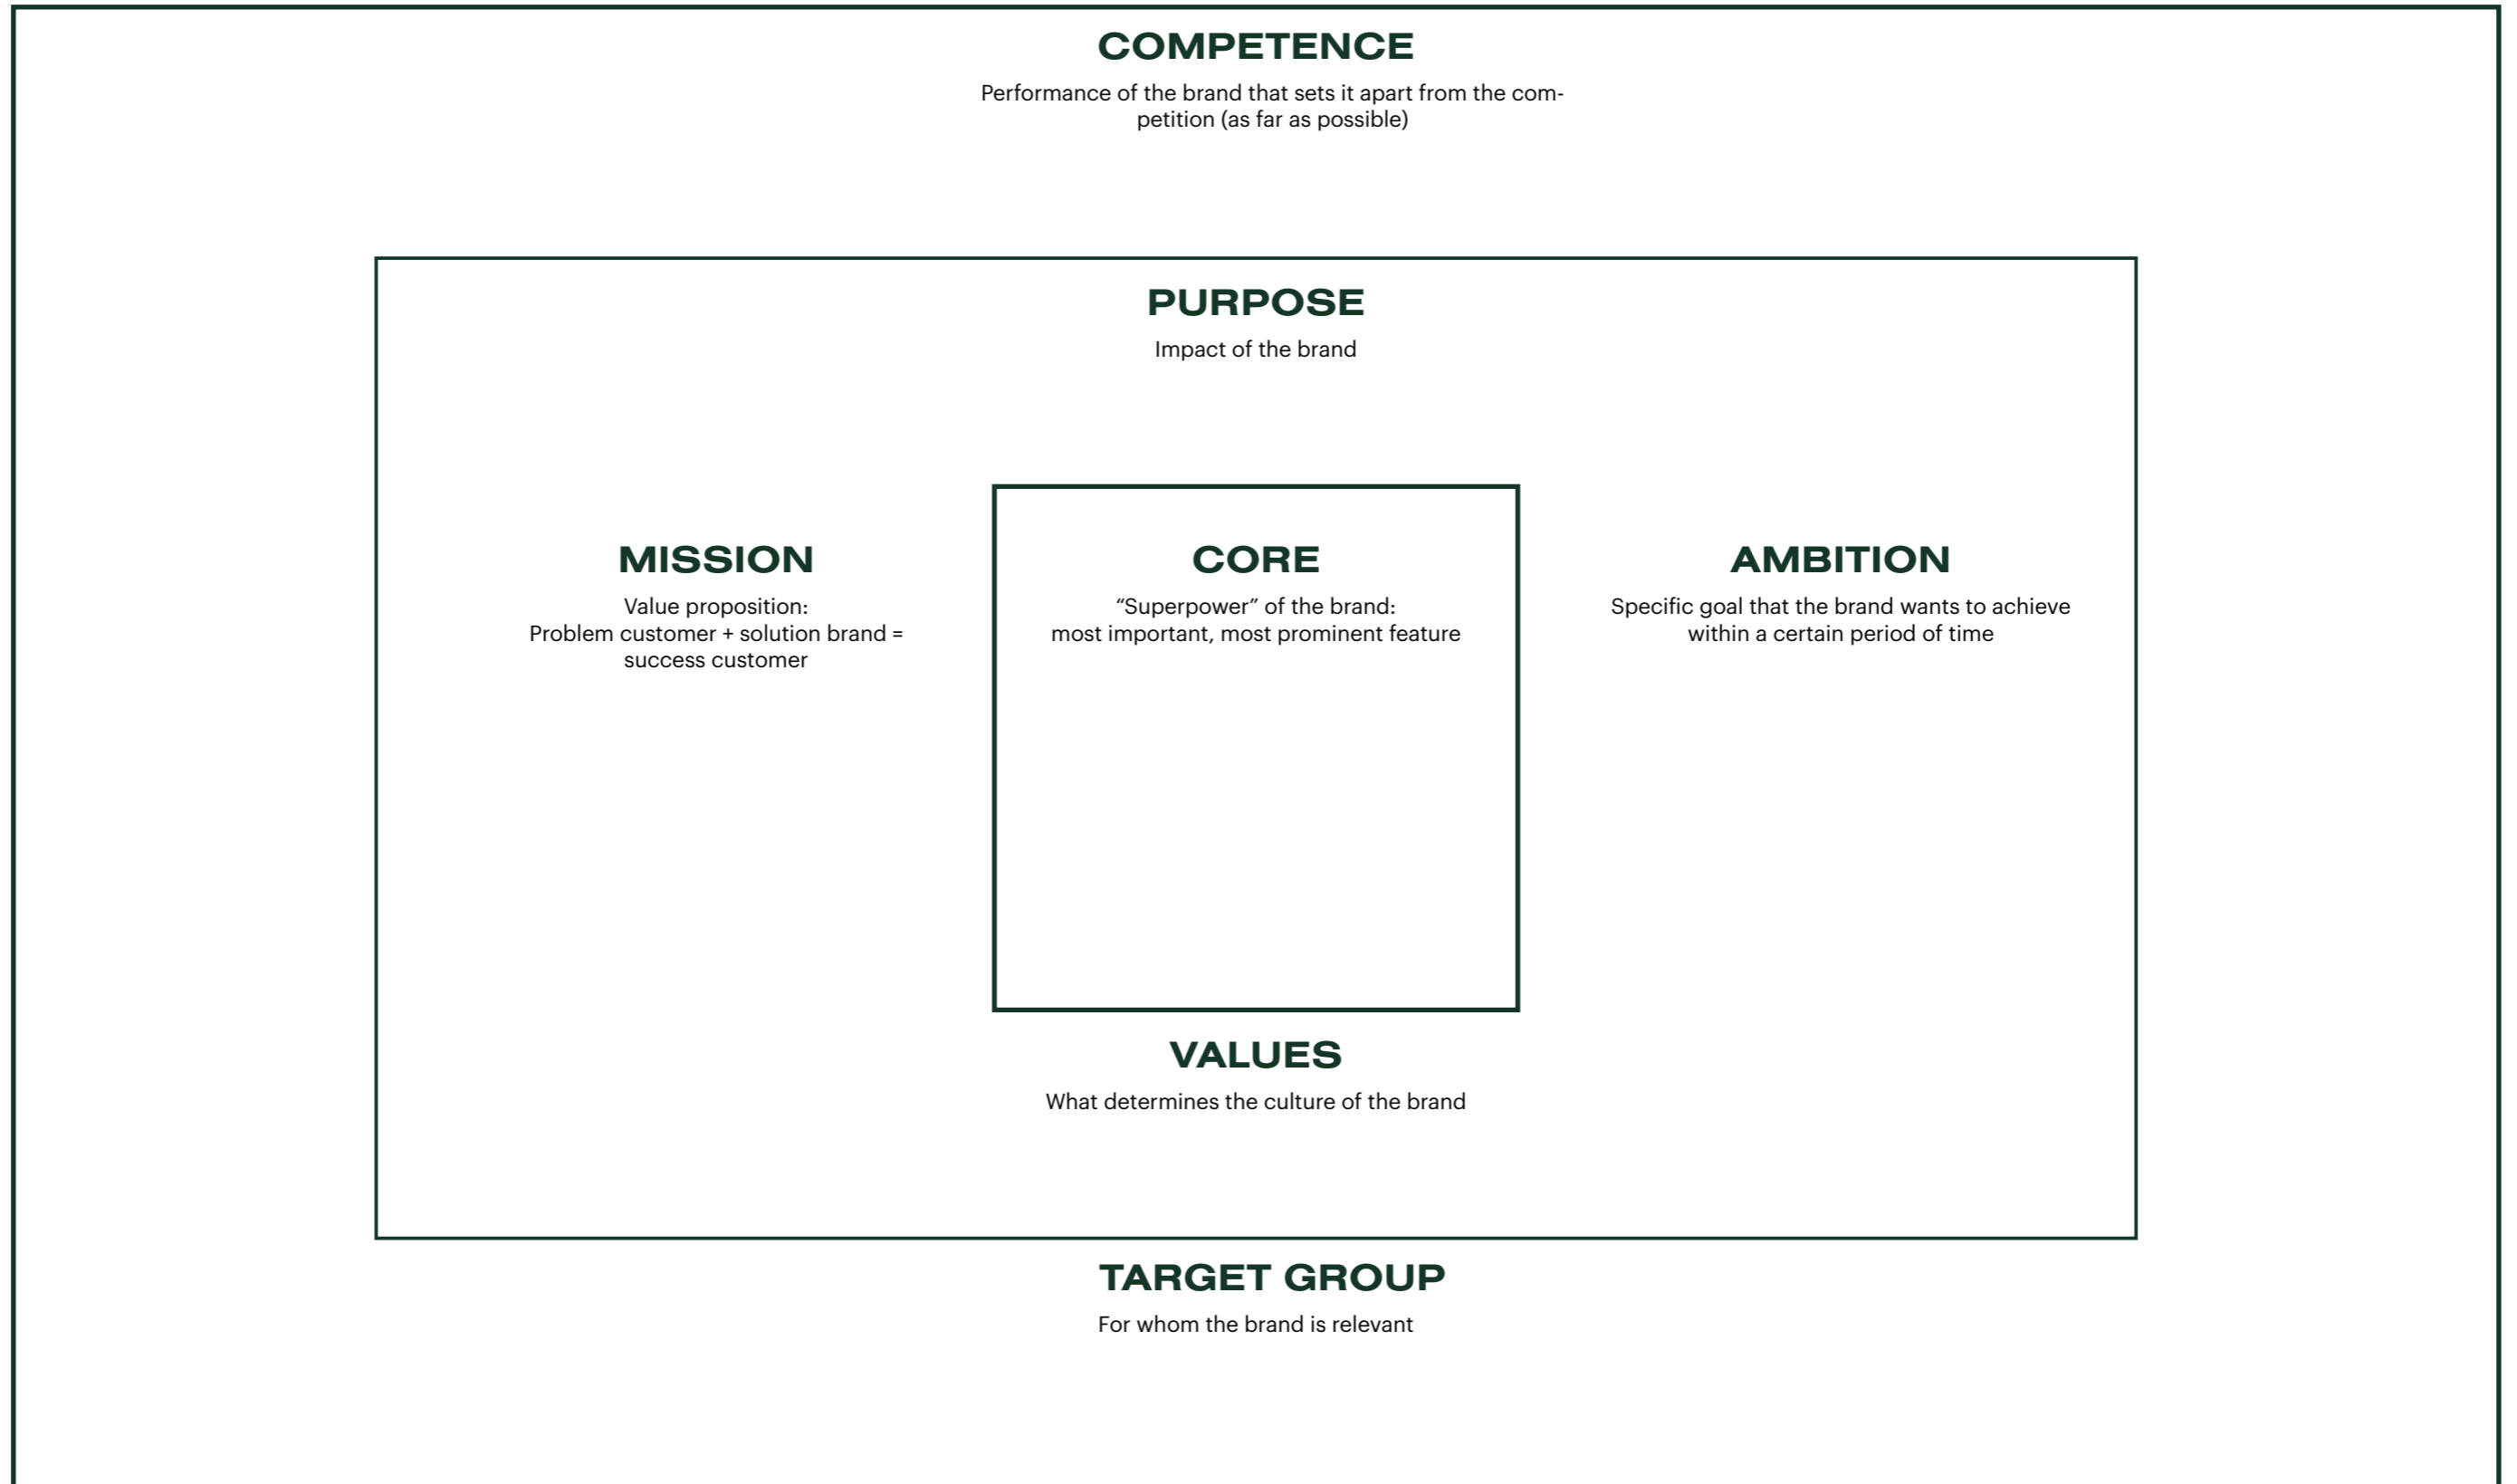 COMPETENCE
Performance of the brand that sets it apart from the com-
petition (as far as possible)
PURPOSE
Impact of the brand
MISSION
Value proposition:
Problem customer + solution brand =
success customer
CORE
“Superpower” of the brand:
most important, most prominent feature
AMBITION
Specific goal that the brand wants to achieve
within a certain period of time
VALUES
What determines the culture of the brand
TARGET GROUP
For whom the brand is relevant